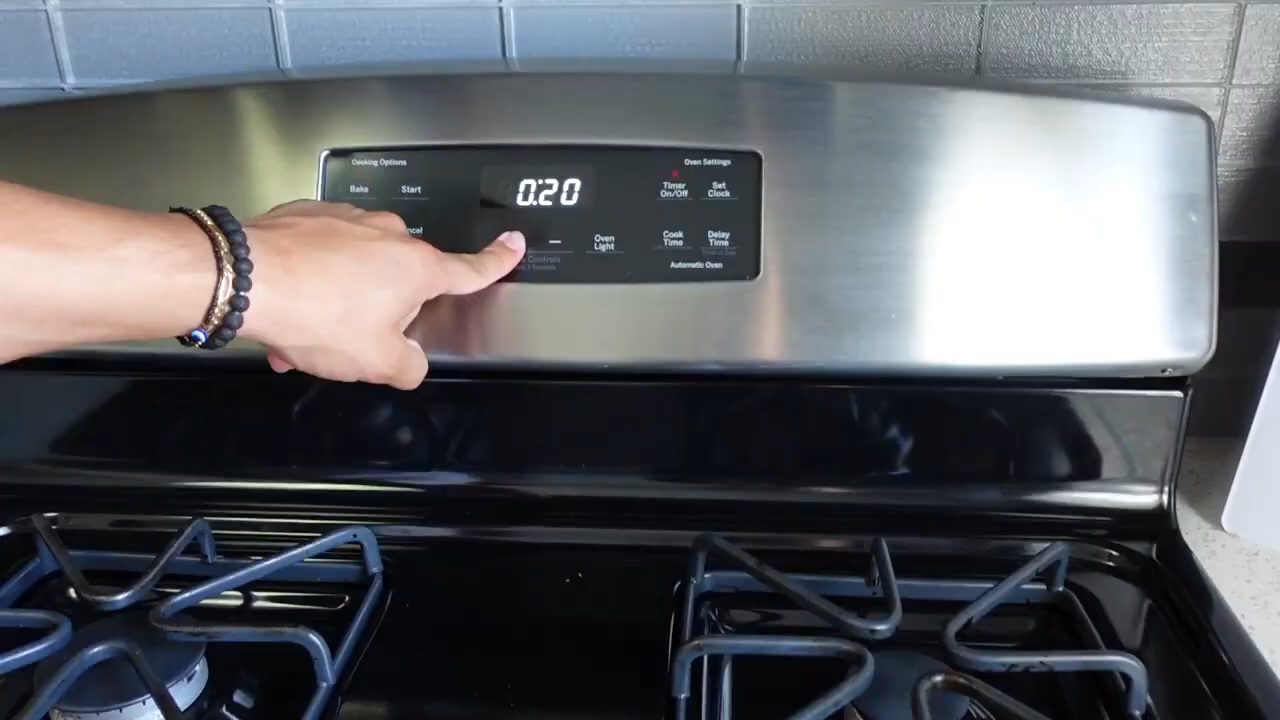 Cooking Options
Bake
Start
0:20
Oven Settings
Timer
On/Off
Set
Clock
—
Oven
Light
Controls
Cook
Time
Delay
Time
Automatic Oven